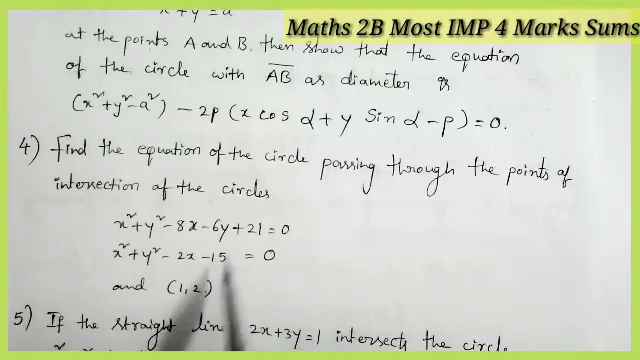 x² + y² = a²
Maths 2B Most IMP 4 Marks Sums
at the points A and B. then show that the equation
of the circle with AB as diameter is
(x²+y²-a²) - 2p (x cos α + y Sin α - p) = 0.
4) Find the equation of the circle passing through the points of
intersection of the circles
x² + y² - 8x - 6y + 21 = 0
x² + y² - 2x - 15 = 0
and (1, 2)
5) If the straight line 2x+3y=1 intersects the circle